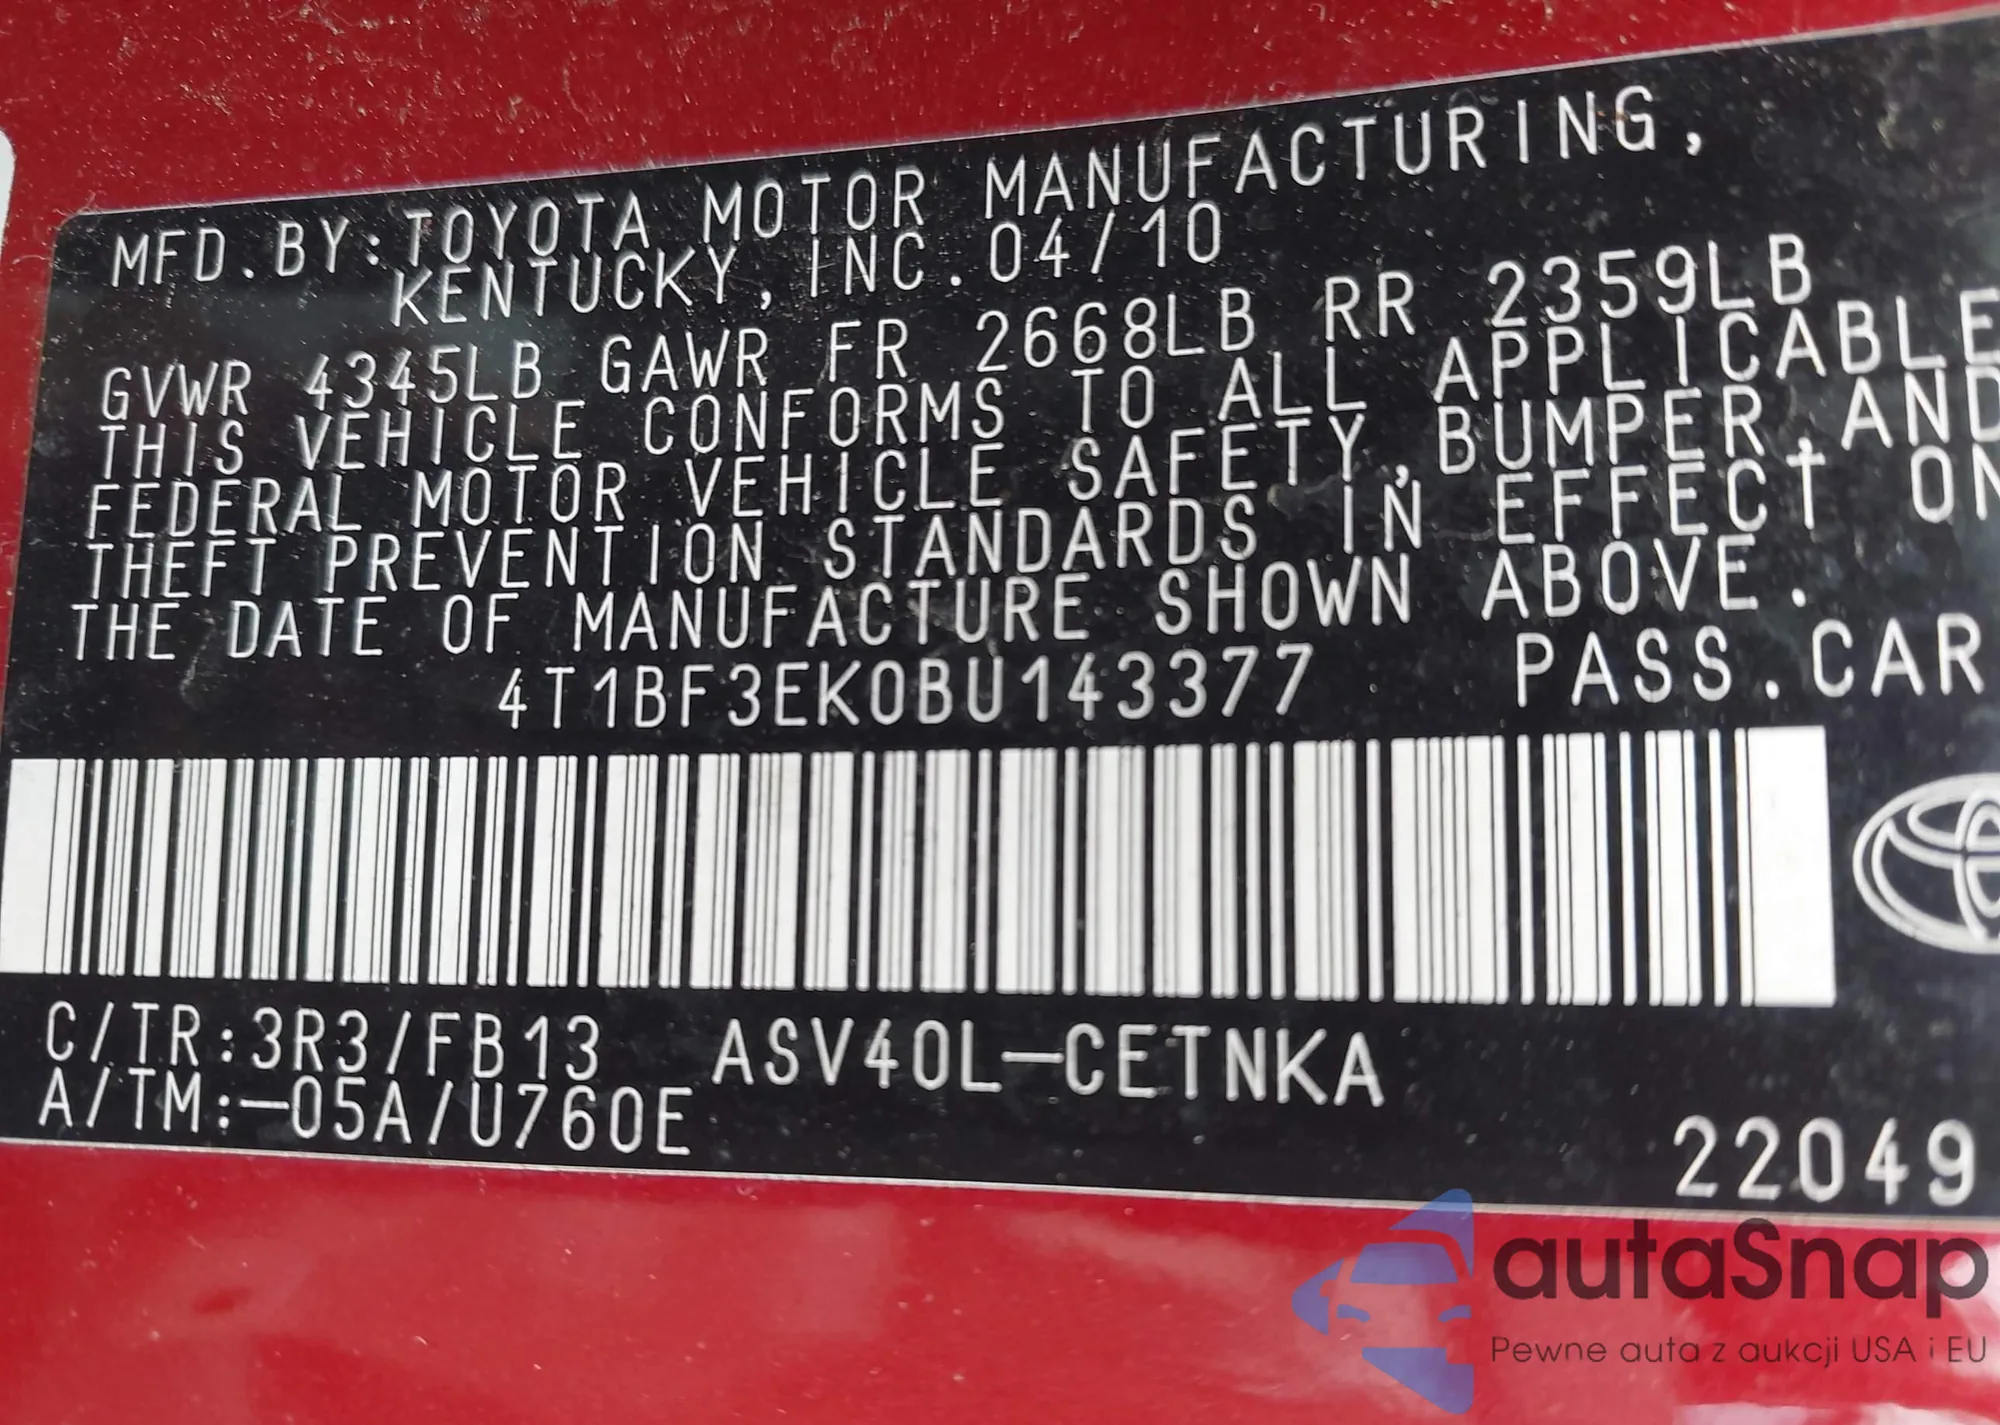 MFD.BY:TOYOTA MOTOR MANUFACTURING,
KENTUCKY, INC. 04/10
GVWR 4345LB GAWR FR 2668LB RR 2359LB
THIS VEHICLE CONFORMS TO ALL APPLICABLE
FEDERAL MOTOR VEHICLE SAFETY,BUMPER,AND
THEFT PREVENTION STANDARDS IN EFFECT ON
THE DATE OF MANUFACTURE SHOWN ABOVE.
4T1BF3EK0BU143377 PASS.CAR
C/TR:3R3/FB13 ASV40L-CETNKA
A/TM:-05A/U760E
22049
autaSnap
Pewne auta z aukcji USA i EU